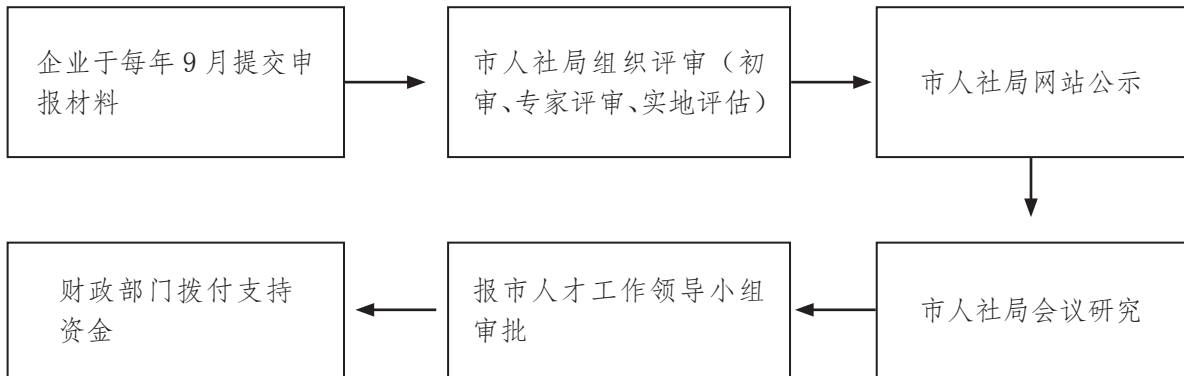 企业于每年9月提交申
报材料
市人社局组织评审（初
审、专家评审、实地评估）
市人社局网站公示
市人社局会议研究
报市人才工作领导小组
审批
财政部门拨付支持
资金